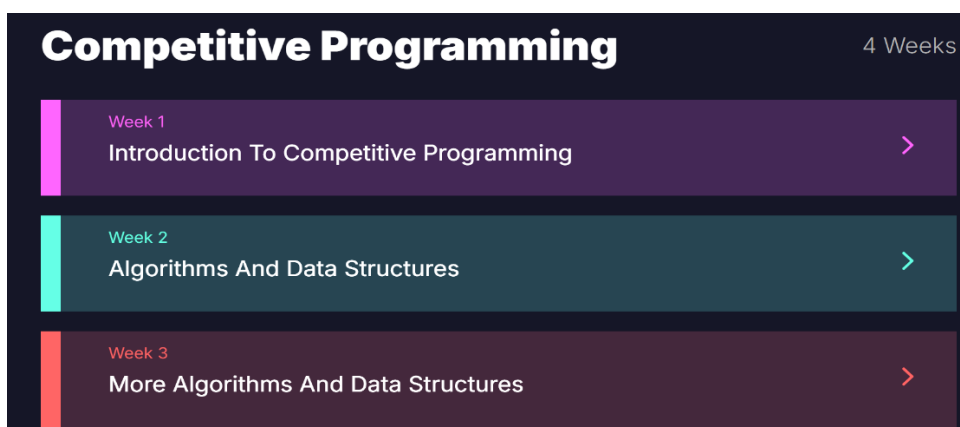 Competitive Programming
4 Weeks
Week 1
Introduction To Competitive Programming
Week 2
Algorithms And Data Structures
Week 3
More Algorithms And Data Structures